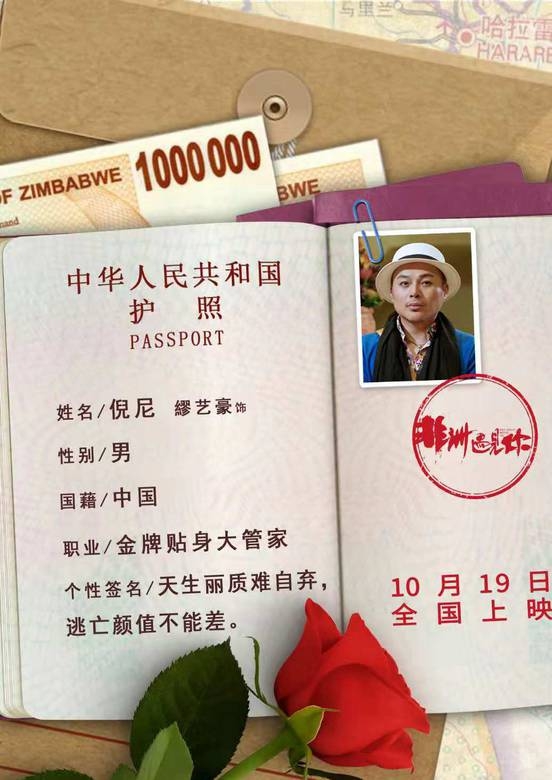 马里兰
哈拉雷
HARARE
OF ZIMBABWE
1000000
BWE
中华人民共和国
护 照
PASSPORT
姓名/倪尼 繆艺豪饰
性别/男
国藉/中国
职业/金牌贴身大管家
个性签名/天生丽质难自弃，
逃亡颜值不能差。
非洲遇见你
10 月 19 日
全 国 上 映